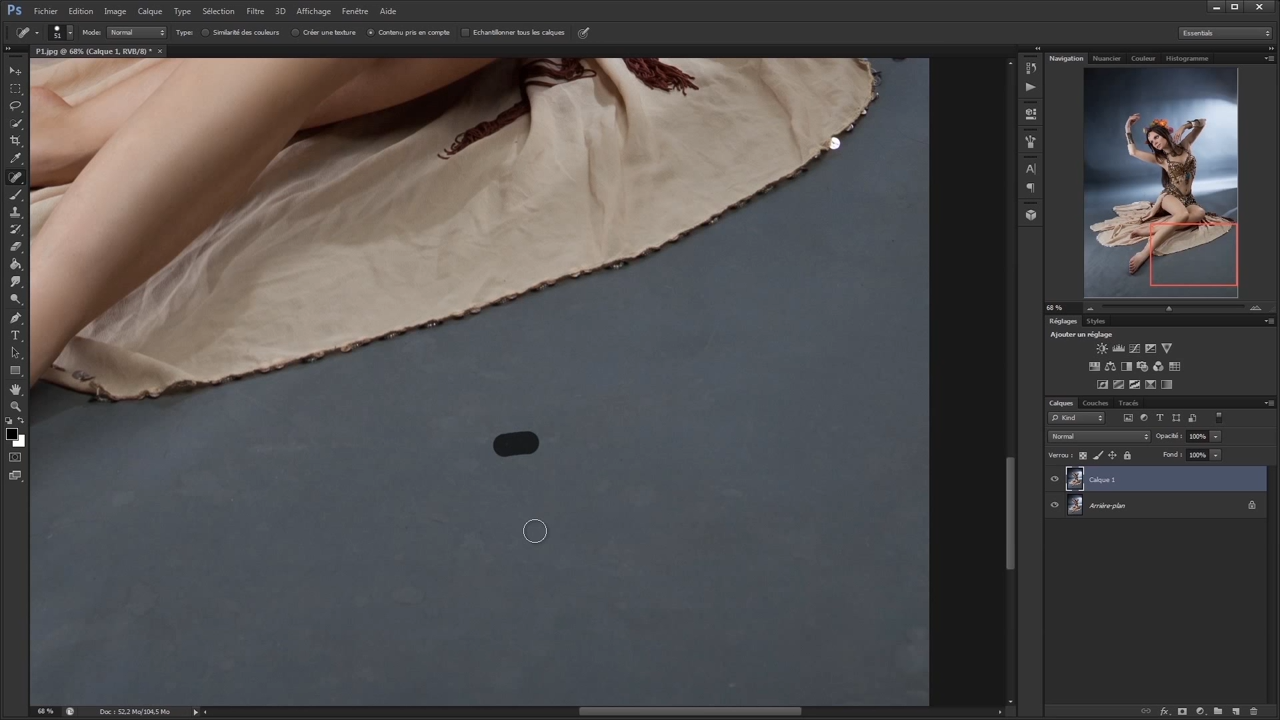 Ps Fichier Edition Image Calque Type Sélection Filtre 3D Affichage Fenêtre Aide
51 Mode: Normal Type: Similarité des couleurs Créer une texture Contenu pris en compte Echantillonner tous les calques Essentials
P1.jpg @ 68% (Calque 1, RVB/8) * ×
Navigation Nuancier Couleur Histogramme
68 %
Réglages Styles
Ajouter un réglage
Calques Couches Tracés
Kind
Normal Opacité : 100%
Verrou : Fond : 100%
Calque 1
Arrière-plan
68 % Doc : 52,2 Mo/104,5 Mo